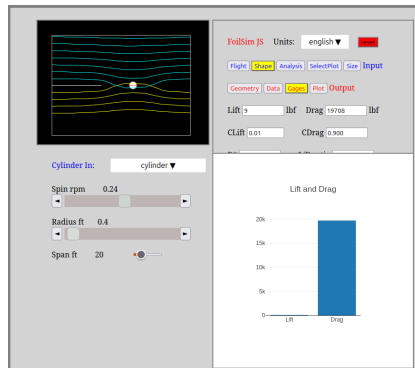 FoilSim JS Units: english ▼ reset
Flight Shape Analysis SelectPlot Size Input
Geometry Data Gages Plot Output
Lift 9 lbf Drag 19708 lbf
CLift 0.01 CDrag 0.900
Cylinder In: cylinder ▼
Spin rpm 0.24
Radius ft 0.4
Span ft 20
Lift and Drag
20k
15k
10k
5k
0
Lift Drag